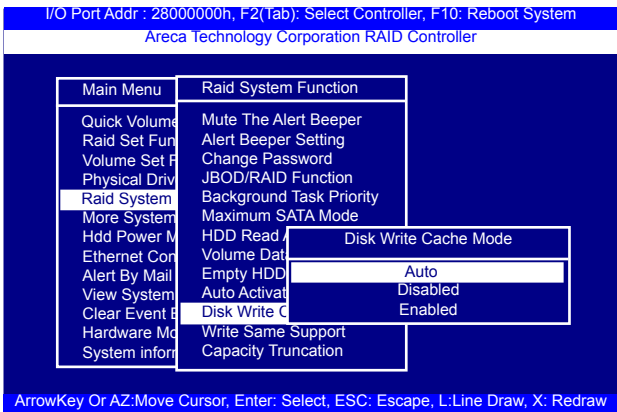 I/O Port Addr : 28000000h, F2(Tab): Select Controller, F10: Reboot System
Areca Technology Corporation RAID Controller
Main Menu
Quick Volume
Raid Set Fun
Volume Set F
Physical Driv
Raid System
More System
Hdd Power M
Ethernet Con
Alert By Mail
View System
Clear Event B
Hardware Mo
System inform
Raid System Function
Mute The Alert Beeper
Alert Beeper Setting
Change Password
JBOD/RAID Function
Background Task Priority
Maximum SATA Mode
HDD Read A
Volume Data
Empty HDD
Auto Activat
Disk Write C
Write Same Support
Capacity Truncation
Disk Write Cache Mode
Auto
Disabled
Enabled
ArrowKey Or AZ:Move Cursor, Enter: Select, ESC: Escape, L:Line Draw, X: Redraw